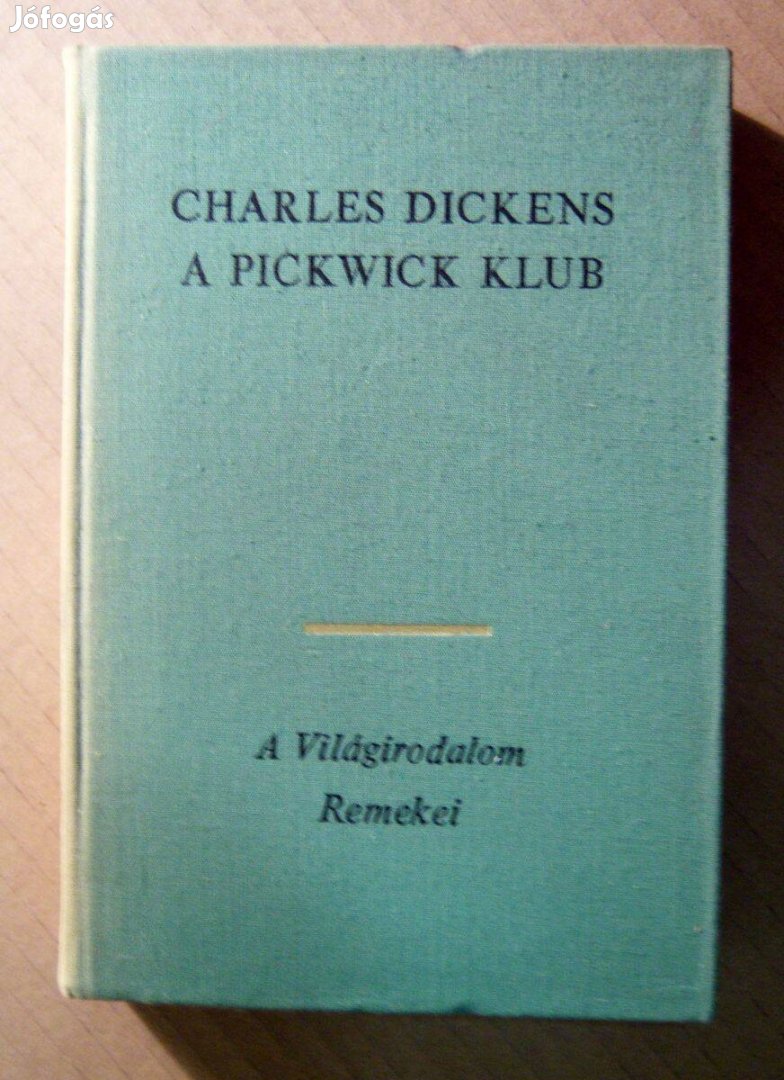 Jófogás
CHARLES DICKENS
A PICKWICK KLUB
A Világirodalom
Remekei